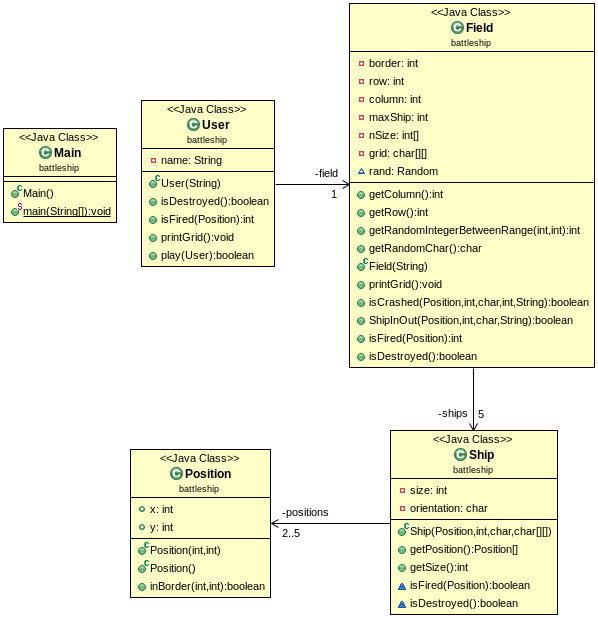 <<Java Class>>
Main
battleship
Main()
main(String[]):void
<<Java Class>>
User
battleship
name: String
User(String)
isDestroyed():boolean
isFired(Position):int
printGrid():void
play(User):boolean
-field
1
<<Java Class>>
Field
battleship
border: int
row: int
column: int
maxShip: int
nSize: int[]
grid: char[][]
rand: Random
getColumn():int
getRow():int
getRandomIntegerBetweenRange(int,int):int
getRandomChar():char
Field(String)
printGrid():void
isCrashed(Position,int,char,int,String):boolean
ShipInOut(Position,int,char,String):boolean
isFired(Position):int
isDestroyed():boolean
-ships 5
<<Java Class>>
Ship
battleship
size: int
orientation: char
Ship(Position,int,char,char[][])
getPosition():Position[]
getSize():int
isFired(Position):boolean
isDestroyed():boolean
-positions
2..5
<<Java Class>>
Position
battleship
x: int
y: int
Position(int,int)
Position()
inBorder(int,int):boolean